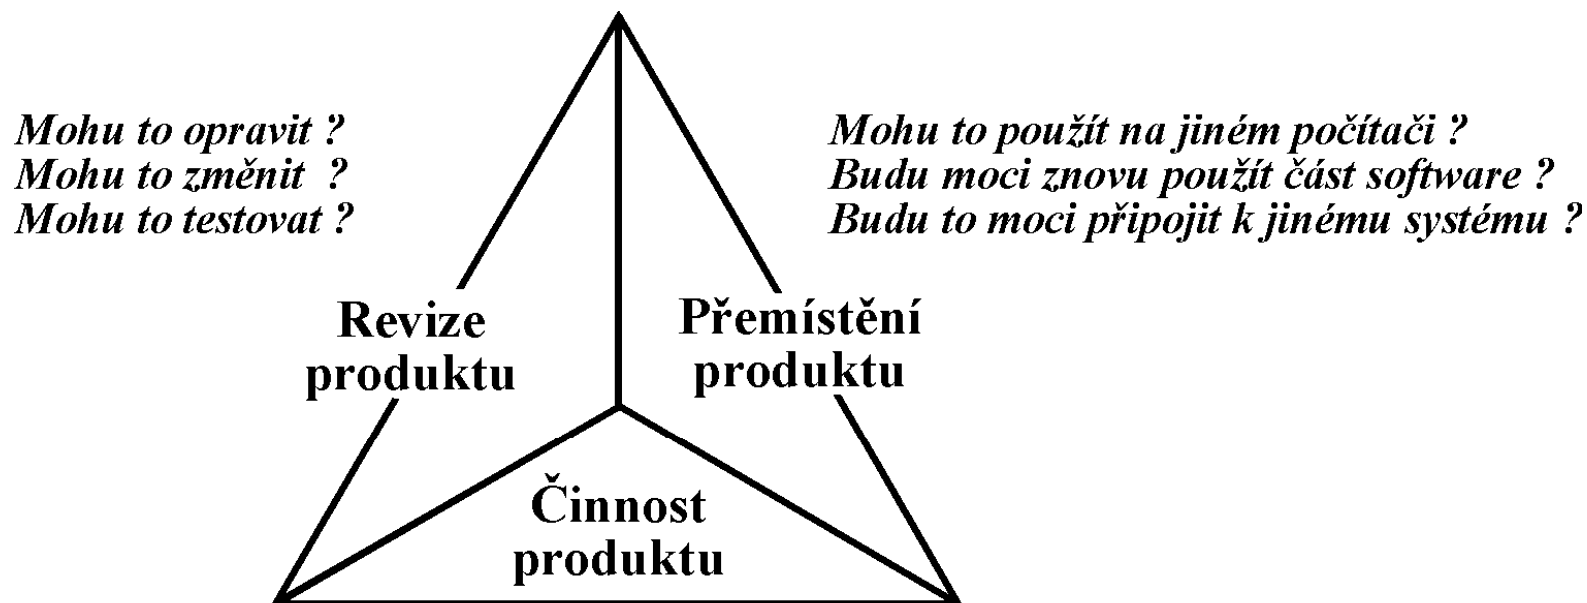 Mohu to opravit ?
Mohu to změnit ?
Mohu to testovat ?
Mohu to použít na jiném počítači ?
Budu moci znovu použít část software ?
Budu to moci připojit k jinému systému ?
Revize
produktu
Přemístění
produktu
Činnost
produktu